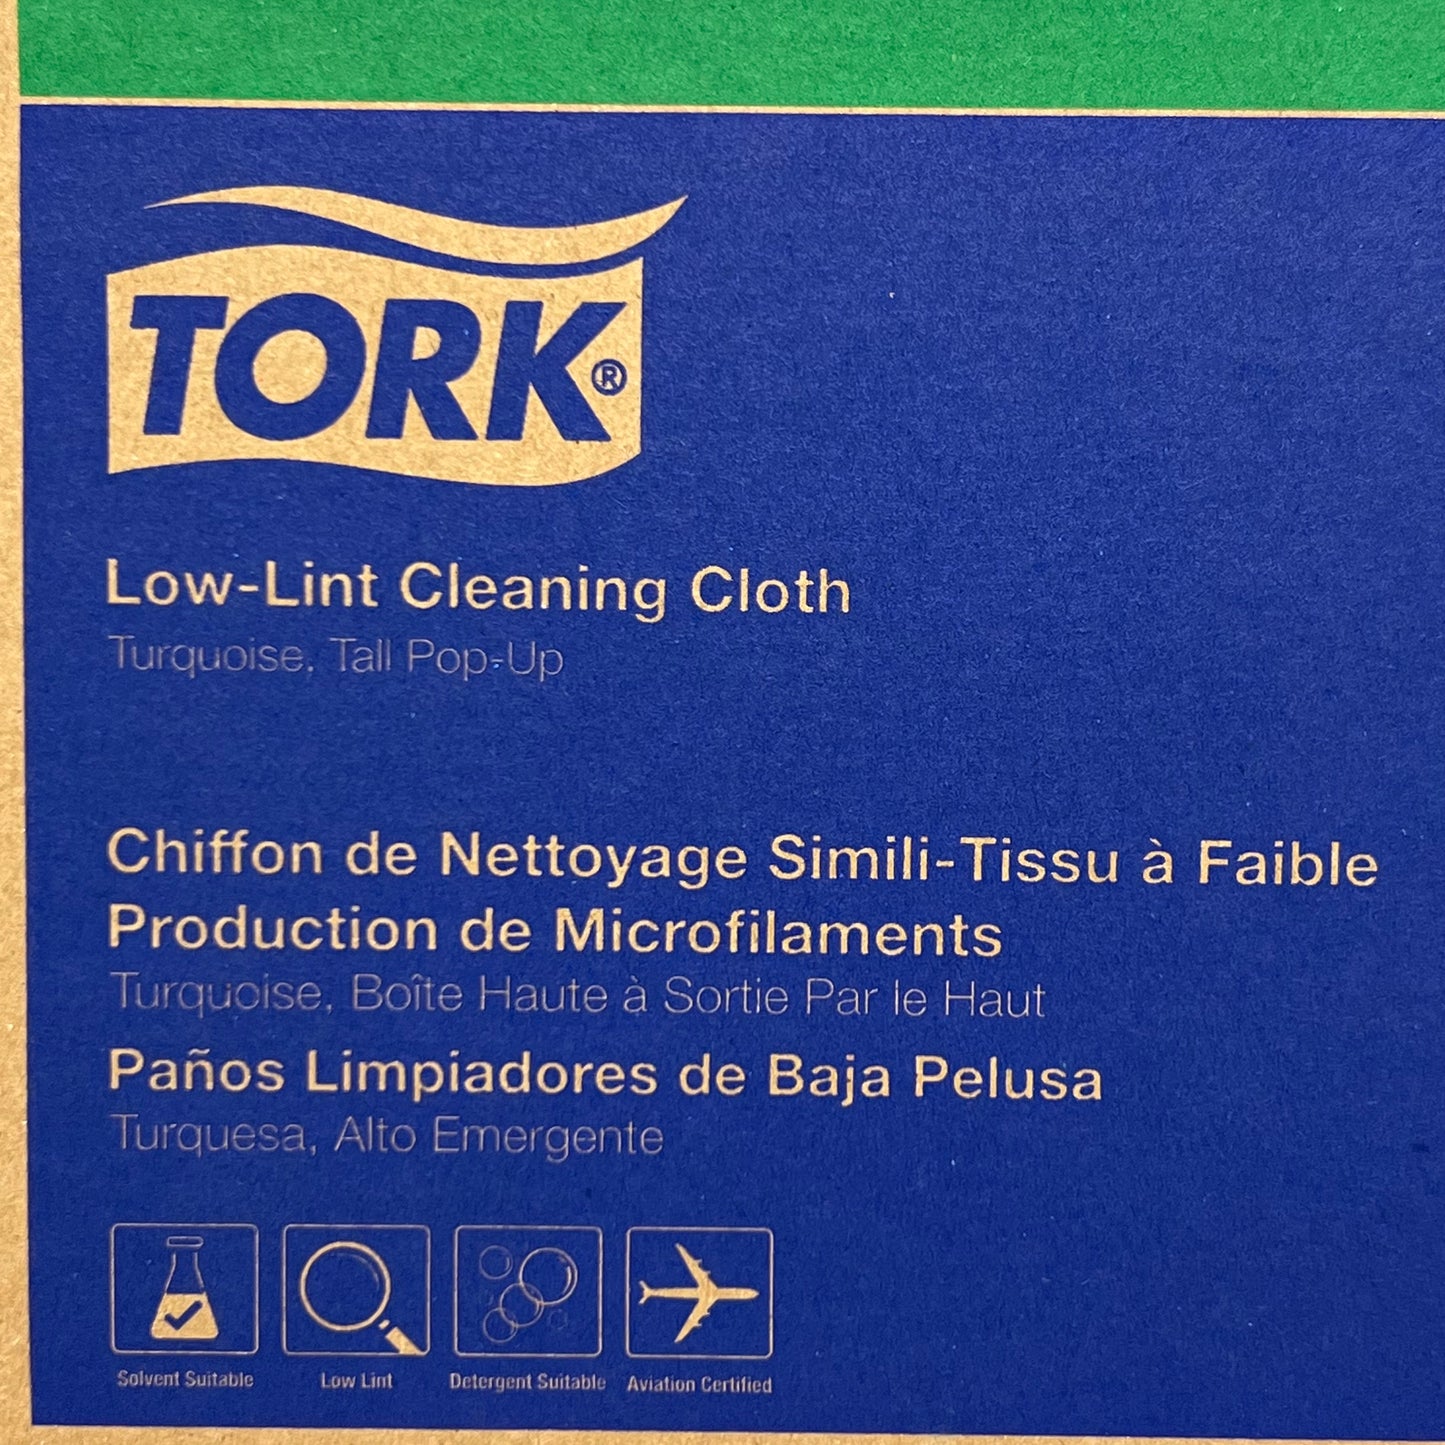 TORK®
Low-Lint Cleaning Cloth
Turquoise, Tall Pop-Up
Chiffon de Nettoyage Simili-Tissu à Faible
Production de Microfilaments
Turquoise, Boîte Haute à Sortie Par le Haut
Paños Limpiadores de Baja Pelusa
Turquesa, Alto Emergente
Solvent Suitable
Low Lint
Detergent Suitable
Aviation Certified